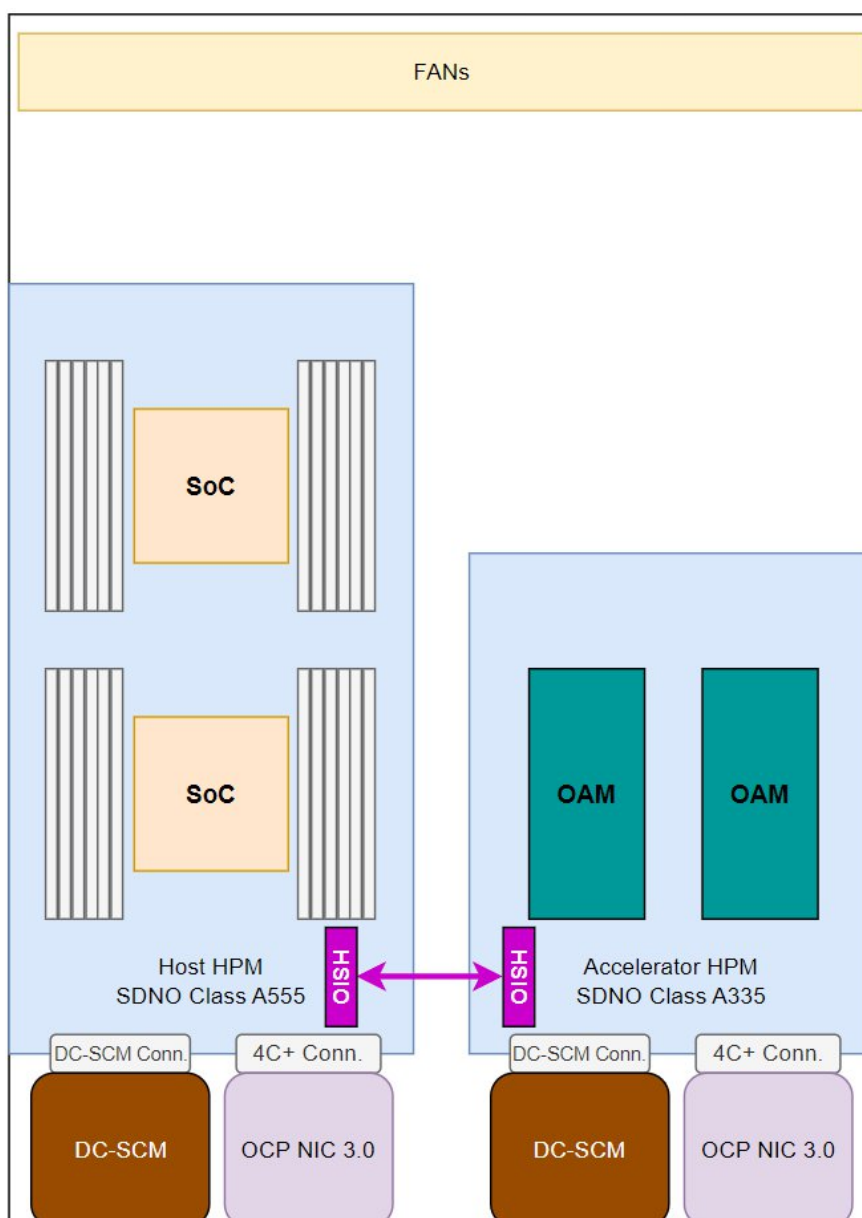 FANs
SoC
SoC
OAM
OAM
HSIO
HSIO
Host HPM
SDNO Class A555
Accelerator HPM
SDNO Class A335
DC-SCM Conn.
4C+ Conn.
DC-SCM Conn.
4C+ Conn.
DC-SCM
OCP NIC 3.0
DC-SCM
OCP NIC 3.0